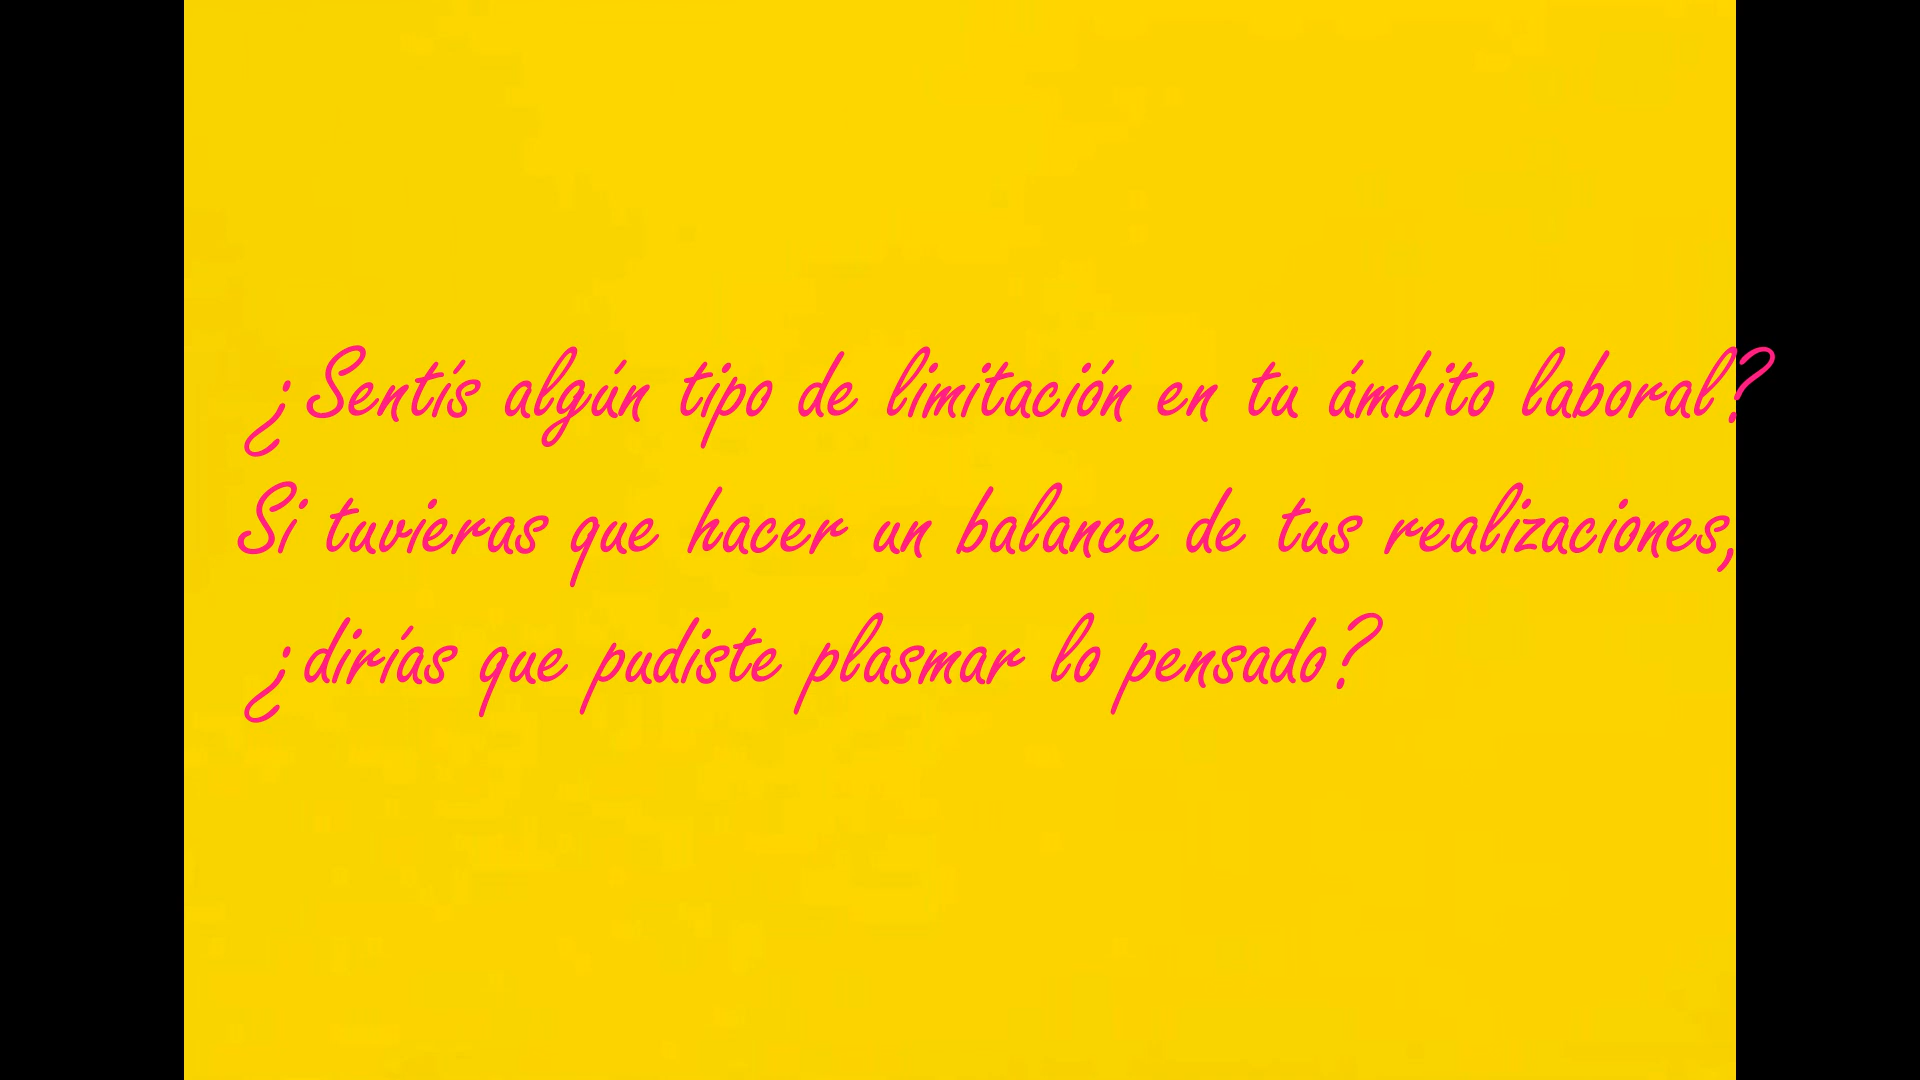 ¿Sentís algún tipo de limitación en tu ámbito laboral?
Si tuvieras que hacer un balance de tus realizaciones,
¿dirías que pudiste plasmar lo pensado?